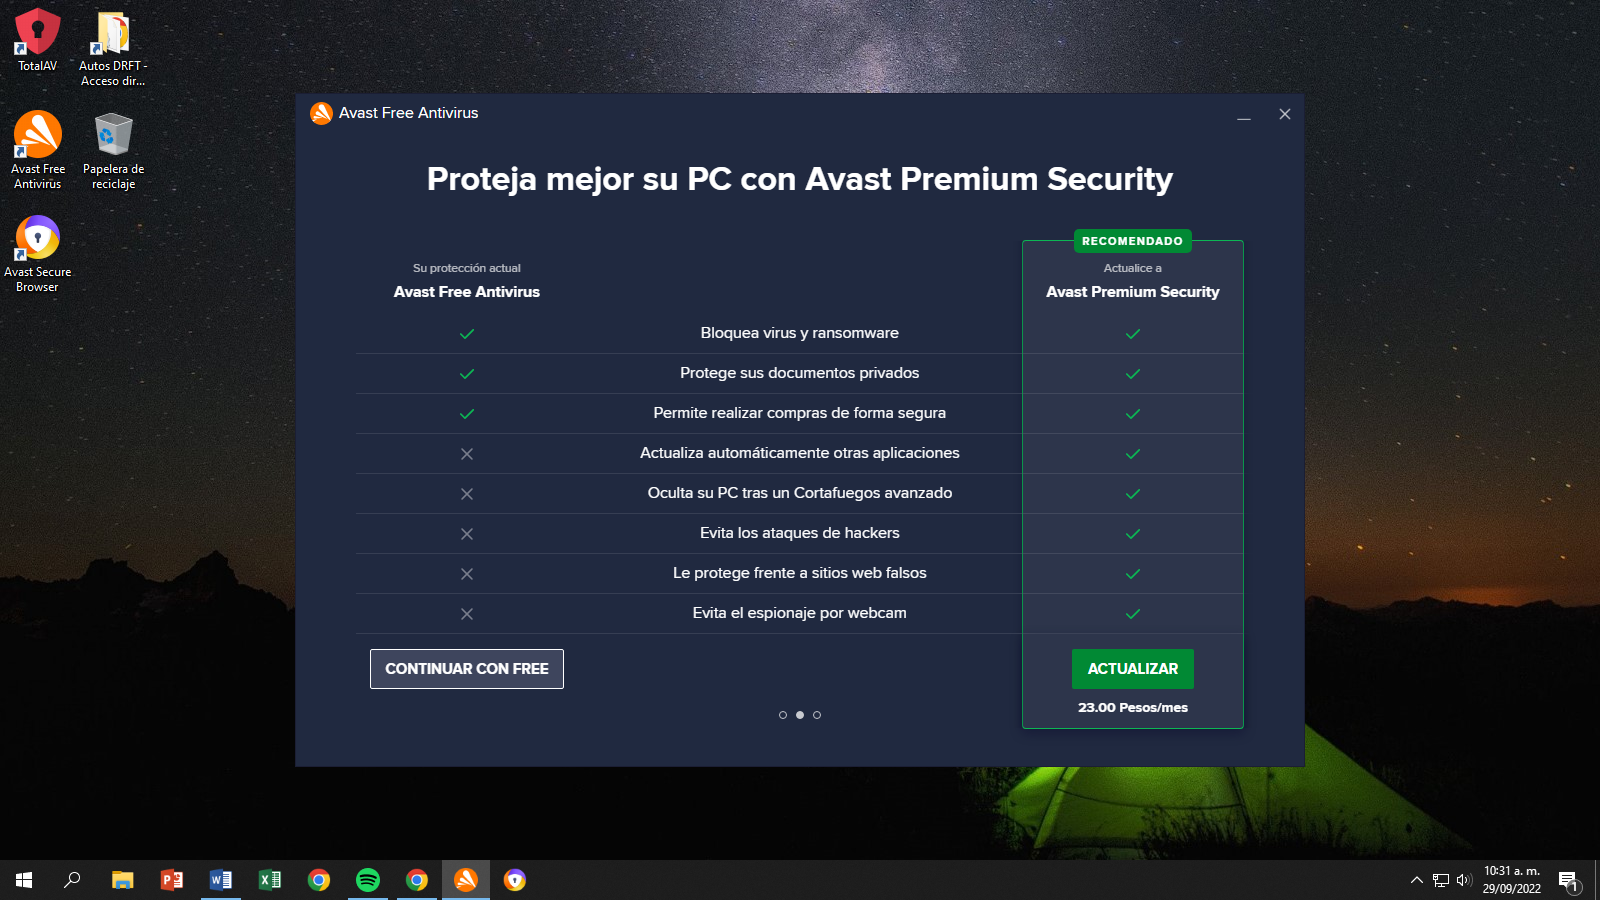 TotalAV
Autos DRFT -
Acceso dir...
Avast Free
Antivirus
Papelera de
reciclaje
Avast Secure
Browser
Avast Free Antivirus
Proteja mejor su PC con Avast Premium Security
RECOMENDADO
Su protección actual
Actualice a
Avast Free Antivirus
Avast Premium Security
Bloquea virus y ransomware
Protege sus documentos privados
Permite realizar compras de forma segura
Actualiza automáticamente otras aplicaciones
Oculta su PC tras un Cortafuegos avanzado
Evita los ataques de hackers
Le protege frente a sitios web falsos
Evita el espionaje por webcam
CONTINUAR CON FREE
ACTUALIZAR
23.00 Pesos/mes
10:31 a. m.
29/09/2022
1